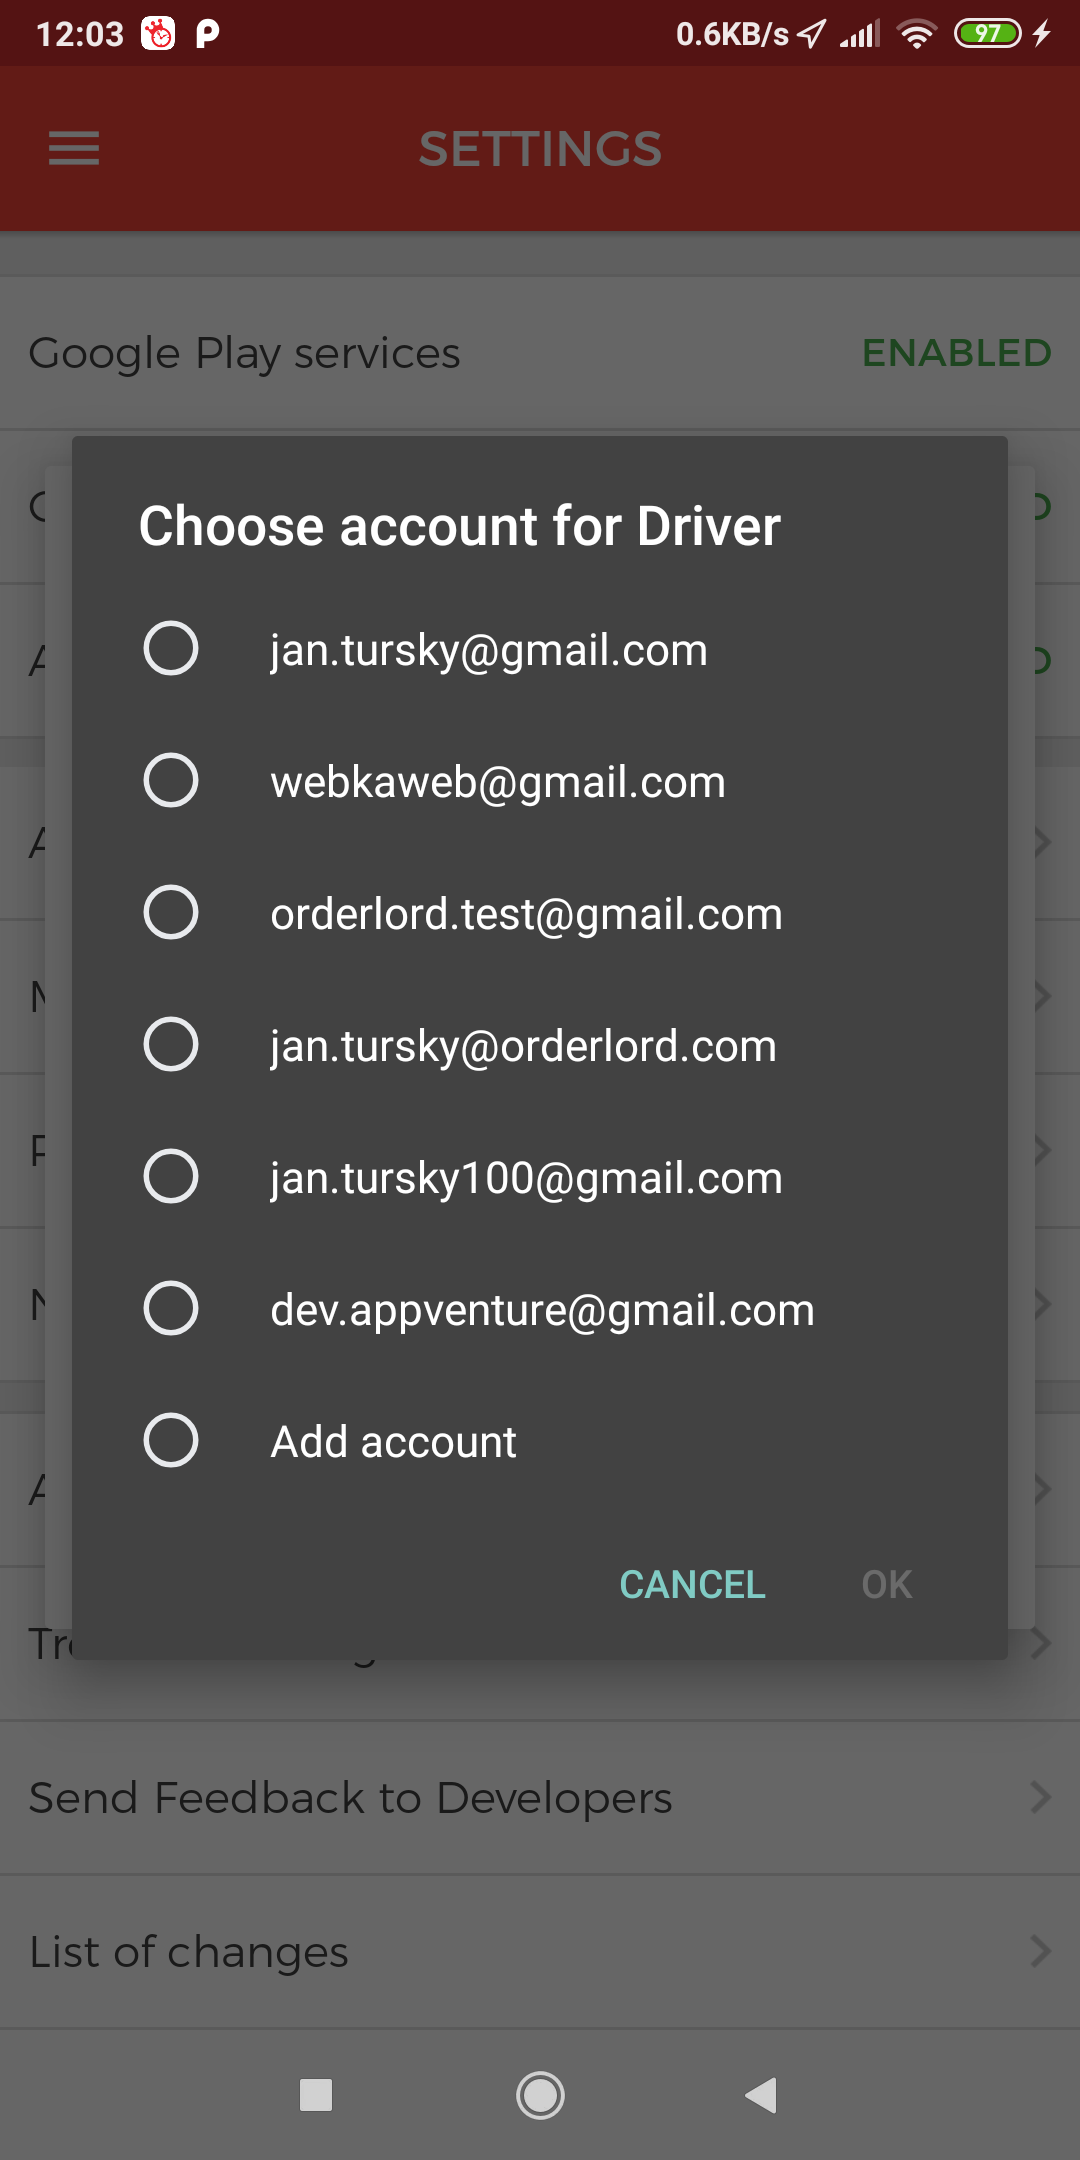 12:03 0.6KB/s 97
SETTINGS
Google Play services ENABLED
Choose account for Driver
jan.tursky@gmail.com
webkaweb@gmail.com
orderlord.test@gmail.com
jan.tursky@orderlord.com
jan.tursky100@gmail.com
dev.appventure@gmail.com
Add account
CANCEL OK
Send Feedback to Developers
List of changes